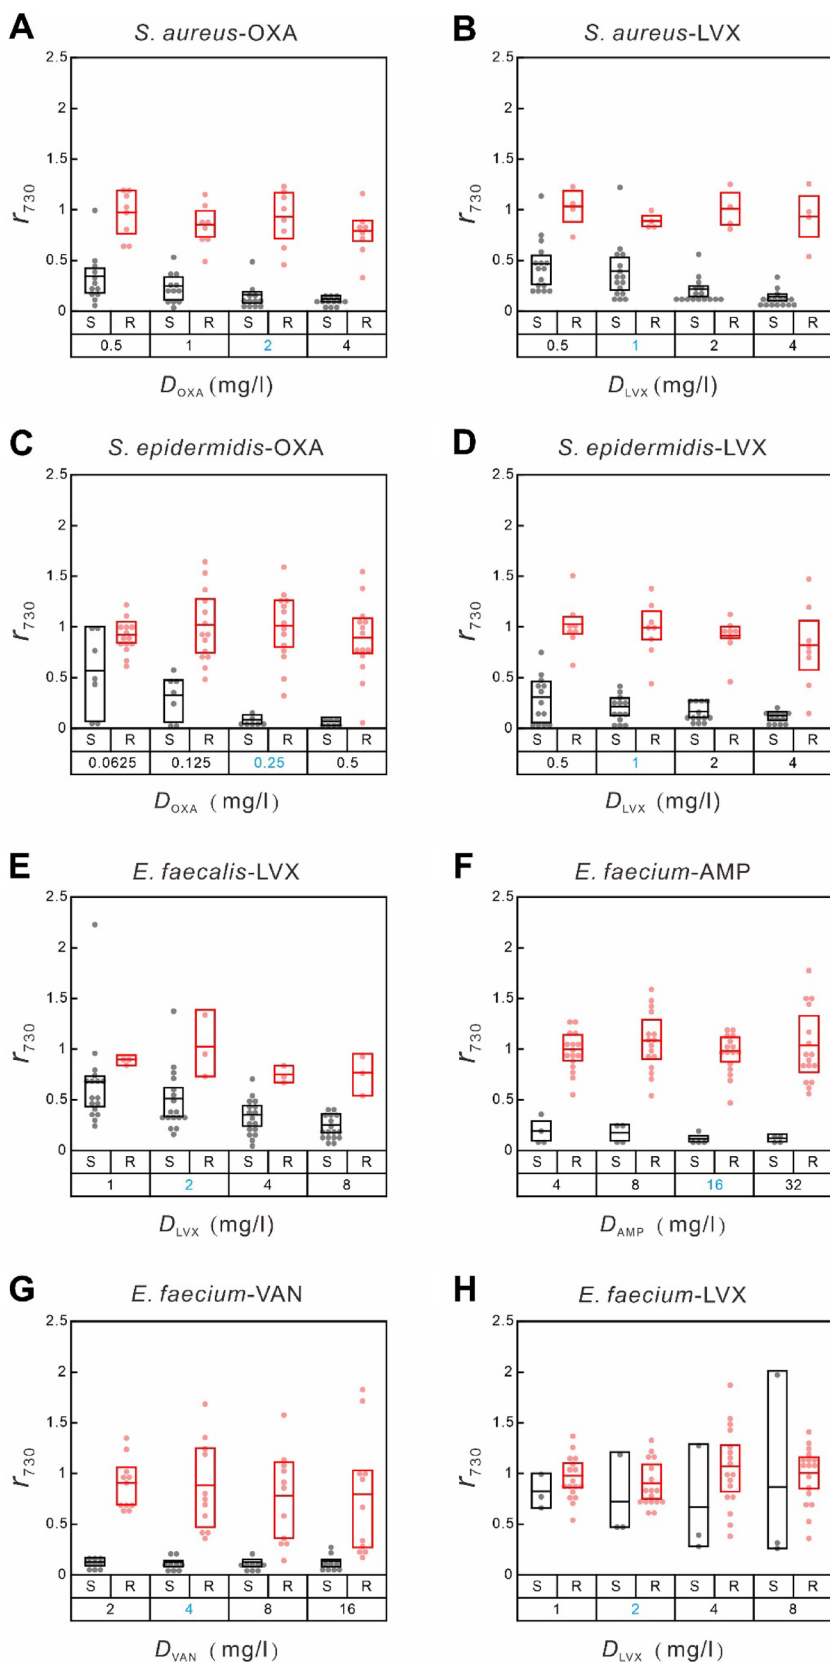 A
S. aureus-OXA
2.5
2
1.5
1
0.5
0
r730
S R S R S R S R
0.5 1 2 4
DOXA (mg/l)
B
S. aureus-LVX
2.5
2
1.5
1
0.5
0
r730
S R S R S R S R
0.5 1 2 4
DLVX (mg/l)
C
S. epidermidis-OXA
2.5
2
1.5
1
0.5
0
r730
S R S R S R S R
0.0625 0.125 0.25 0.5
DOXA (mg/l)
D
S. epidermidis-LVX
2.5
2
1.5
1
0.5
0
r730
S R S R S R S R
0.5 1 2 4
DLVX (mg/l)
E
E. faecalis-LVX
2.5
2
1.5
1
0.5
0
r730
S R S R S R S R
1 2 4 8
DLVX (mg/l)
F
E. faecium-AMP
2.5
2
1.5
1
0.5
0
r730
S R S R S R S R
4 8 16 32
DAMP (mg/l)
G
E. faecium-VAN
2.5
2
1.5
1
0.5
0
r730
S R S R S R S R
2 4 8 16
DVAN (mg/l)
H
E. faecium-LVX
2.5
2
1.5
1
0.5
0
r730
S R S R S R S R
1 2 4 8
DLVX (mg/l)